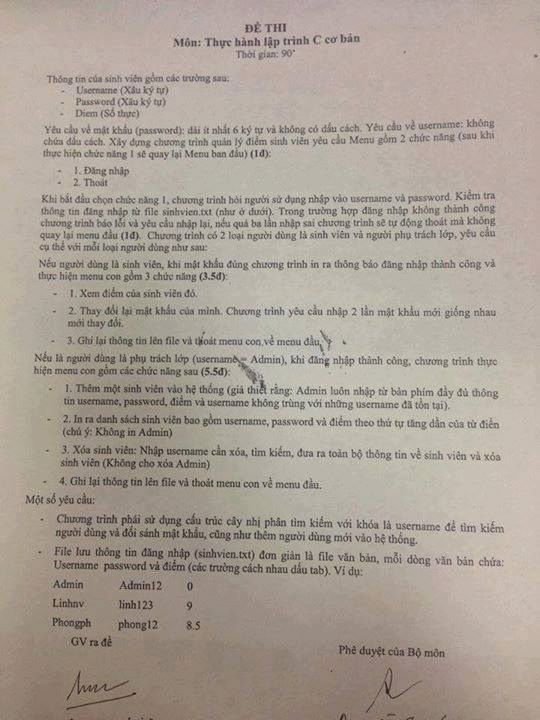 ĐỀ THI
Môn: Thực hành lập trình C cơ bản
Thời gian: 90'
Thông tin của sinh viên gồm các trường sau:
- Username (Xâu ký tự)
- Password (Xâu ký tự)
- Diem (Số thực)
Yêu cầu về mật khẩu (password): dài ít nhất 6 ký tự và không có dấu cách. Yêu cầu về username: không
chứa dấu cách. Xây dựng chương trình quản lý điểm sinh viên yêu cầu Menu gồm 2 chức năng (sau khi
thực hiện chức năng 1 sẽ quay lại Menu ban đầu) (1đ):
- 1. Đăng nhập
- 2. Thoát
Khi bắt đầu chọn chức năng 1, chương trình hỏi người sử dụng nhập vào username và password. Kiểm tra
thông tin đăng nhập từ file sinhvien.txt (như ở dưới). Trong trường hợp đăng nhập không thành công
chương trình báo lỗi và yêu cầu nhập lại, nếu quá ba lần nhập sai chương trình sẽ tự động thoát mà không
quay lại menu đầu (1đ). Chương trình có 2 loại người dùng là sinh viên và người phụ trách lớp, yêu cầu
cụ thể với mỗi loại người dùng như sau:
Nếu người dùng là sinh viên, khi mật khẩu đúng chương trình in ra thông báo đăng nhập thành công và
thực hiện menu con gồm 3 chức năng (3.5đ):
- 1. Xem điểm của sinh viên đó.
- 2. Thay đổi lại mật khẩu của mình. Chương trình yêu cầu nhập 2 lần mật khẩu mới giống nhau
mới thay đổi.
- 3. Ghi lại thông tin lên file và thoát menu con về menu đầu
Nếu là người dùng là phụ trách lớp (username = Admin), khi đăng nhập thành công, chương trình thực
hiện menu con gồm các chức năng sau (5.5đ):
- 1. Thêm một sinh viên vào hệ thống (giả thiết rằng: Admin luôn nhập từ bàn phím đầy đủ thông
tin username, password, điểm và username không trùng với những username đã tồn tại).
- 2. In ra danh sách sinh viên bao gồm username, password và điểm theo thứ tự tăng dần của từ điển
(chú ý: Không in Admin)
- 3. Xóa sinh viên: Nhập username cần xóa, tìm kiếm, đưa ra toàn bộ thông tin về sinh viên và xóa
sinh viên (Không cho xóa Admin)
- 4. Ghi lại thông tin lên file và thoát menu con về menu đầu.
Một số yêu cầu:
- Chương trình phải sử dụng cấu trúc cây nhị phân tìm kiếm với khóa là username để tìm kiếm
người dùng và đối sánh mật khẩu, cũng như thêm người dùng mới vào hệ thống.
- File lưu thông tin đăng nhập (sinhvien.txt) đơn giản là file văn bản, mỗi dòng văn bản chứa:
Username password và điểm (các trường cách nhau dấu tab). Ví dụ:
Admin Admin12 0
Linhnv linh123 9
Phongph phong12 8.5
GV ra đề
Phê duyệt của Bộ môn